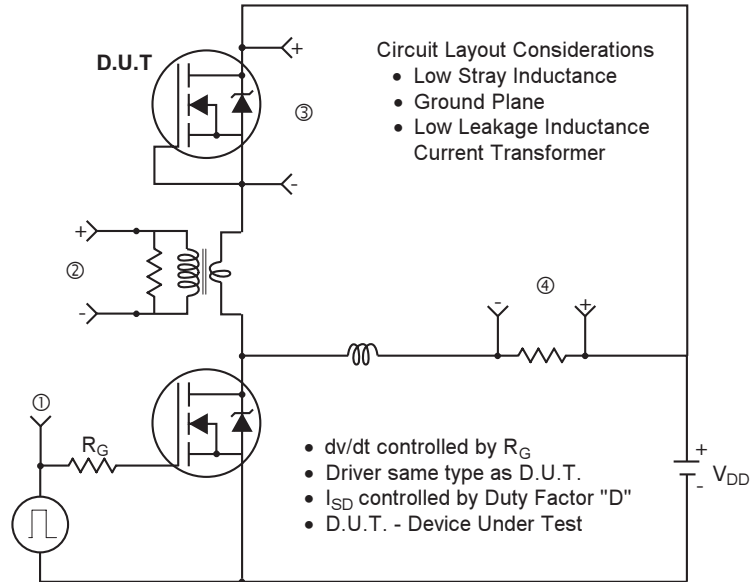 D.U.T
+
③
-
Circuit Layout Considerations
• Low Stray Inductance
• Ground Plane
• Low Leakage Inductance
Current Transformer
+
②
-
④
- +
①
R_G
• dv/dt controlled by R_G
• Driver same type as D.U.T.
• I_SD controlled by Duty Factor "D"
• D.U.T. - Device Under Test
+
V_DD
-